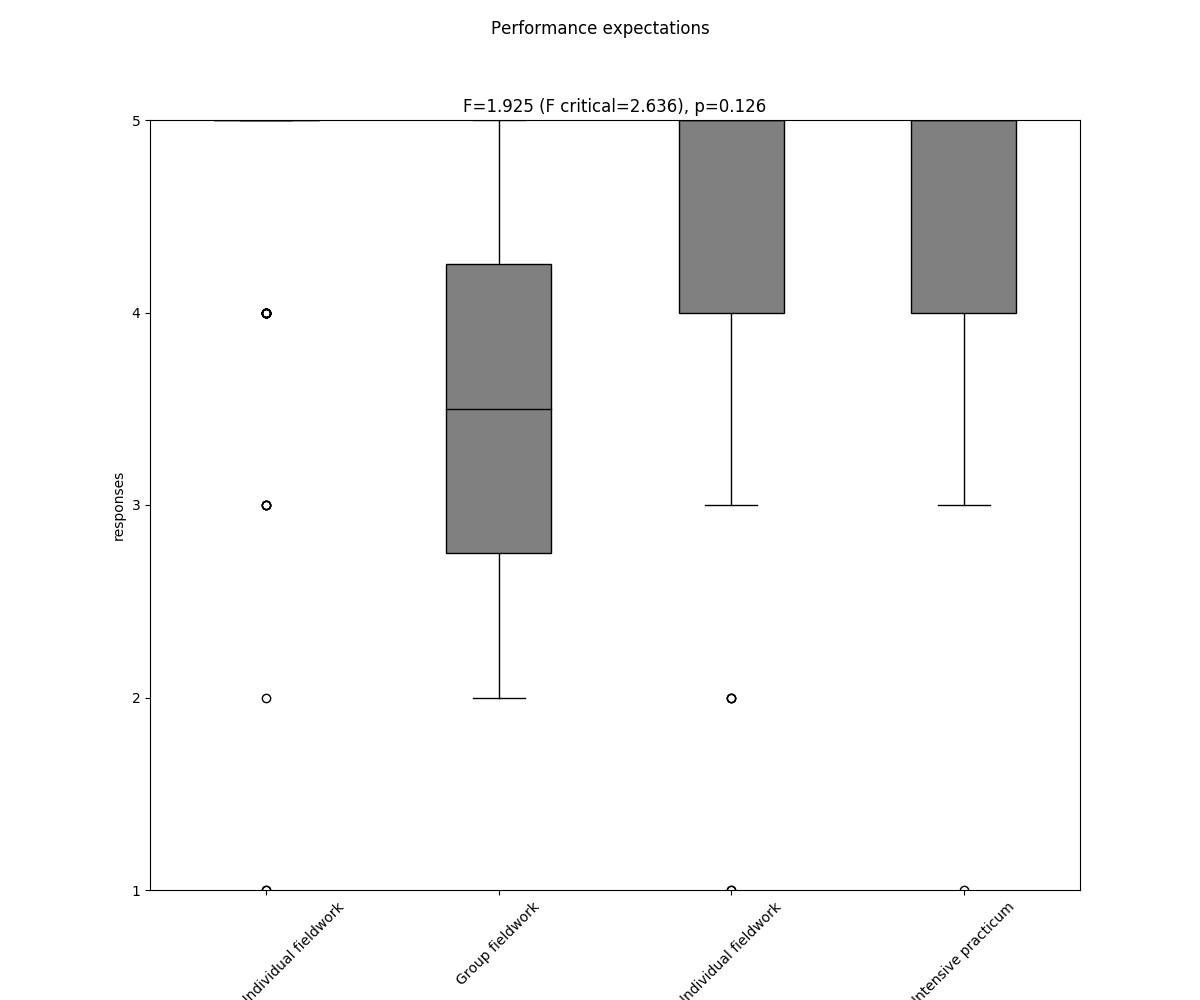 Performance expectations
F=1.925 (F critical=2.636), p=0.126
5
4
3
2
1
responses
Individual fieldwork
Group fieldwork
Individual fieldwork
Intensive practicum